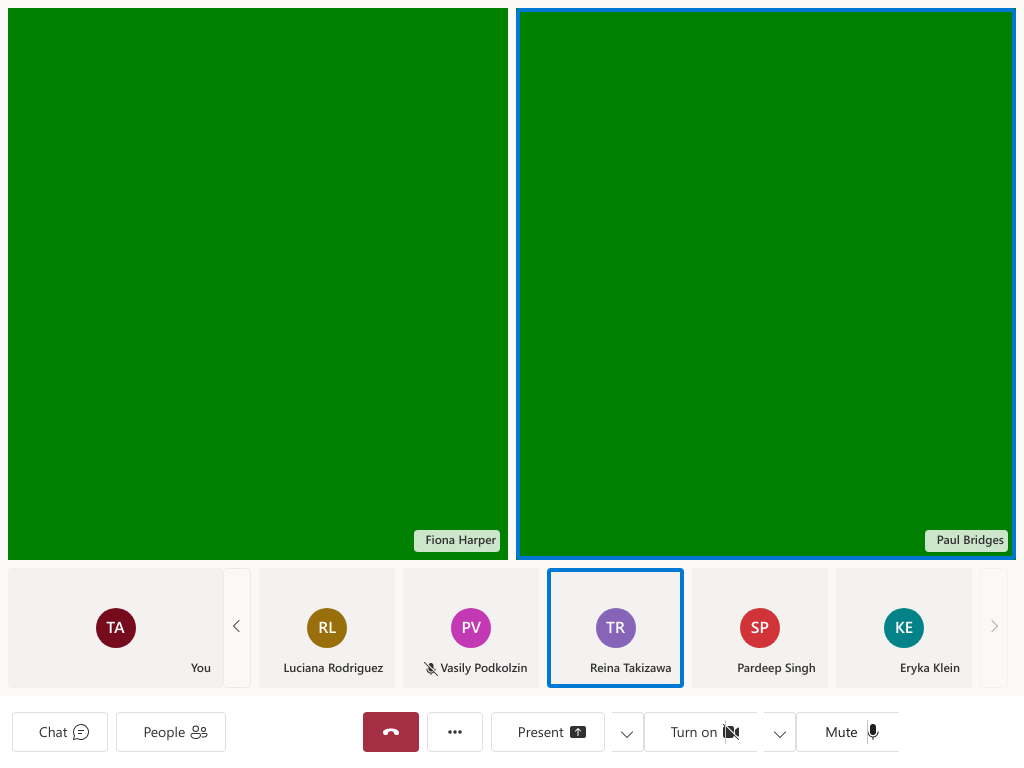 Fiona Harper
Paul Bridges
TA
You
RL
Luciana Rodriguez
PV
Vasily Podkolzin
TR
Reina Takizawa
SP
Pardeep Singh
KE
Eryka Klein
Chat
People
Present
Turn on
Mute